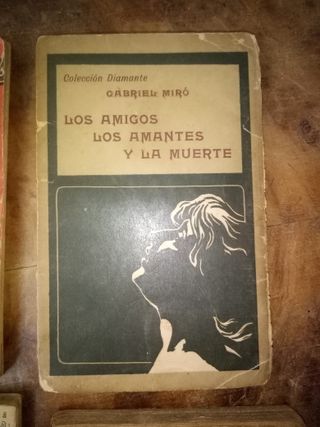 Colección Diamante
GABRIEL MIRÓ
LOS AMIGOS
LOS AMANTES
Y LA MUERTE